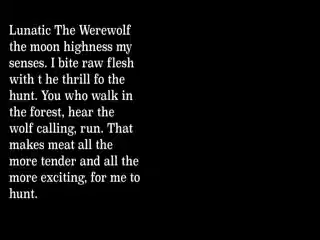 Lunatic The Werewolf
the moon highness my
senses. I bite raw flesh
with t he thrill fo the
hunt. You who walk in
the forest, hear the
wolf calling, run. That
makes meat all the
more tender and all the
more exciting, for me to
hunt.